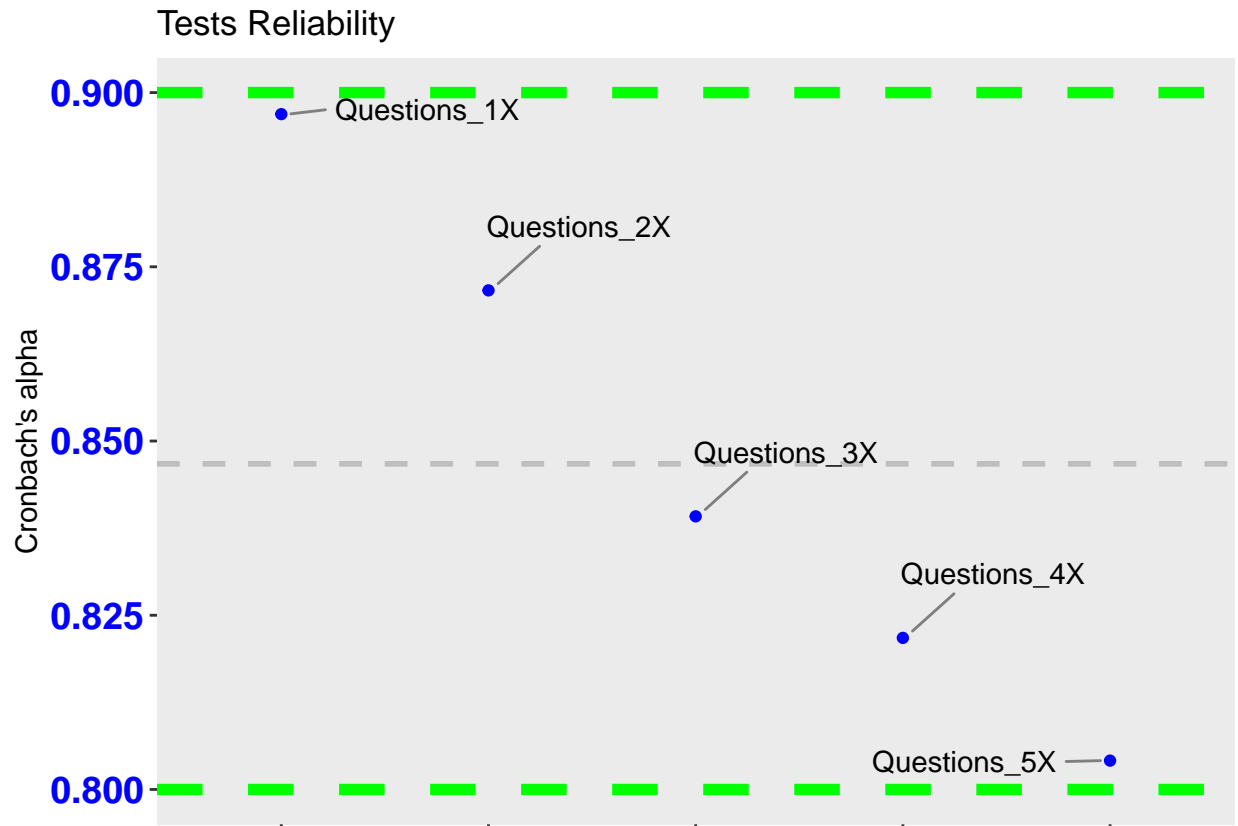 Tests Reliability
0.900
Questions_1X
Questions_2X
0.875
Cronbach's alpha
0.850
Questions_3X
Questions_4X
0.825
Questions_5X
0.800